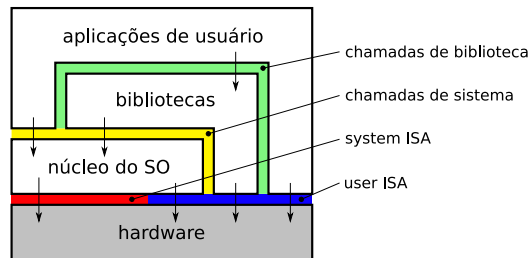 aplicações de usuário
chamadas de biblioteca
bibliotecas
chamadas de sistema
system ISA
núcleo do SO
user ISA
hardware